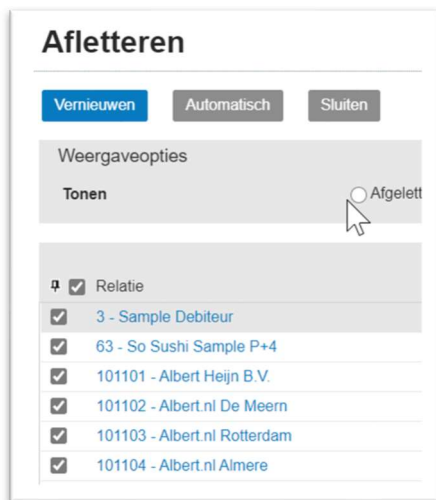 Afletteren
Vernieuwen Automatisch Sluiten
Weergaveopties
Tonen
Relatie
3 - Sample Debiteur
63 - So Sushi Sample P+4
101101 - Albert Heijn B.V.
101102 - Albert.nl De Meern
101103 - Albert.nl Rotterdam
101104 - Albert.nl Almere